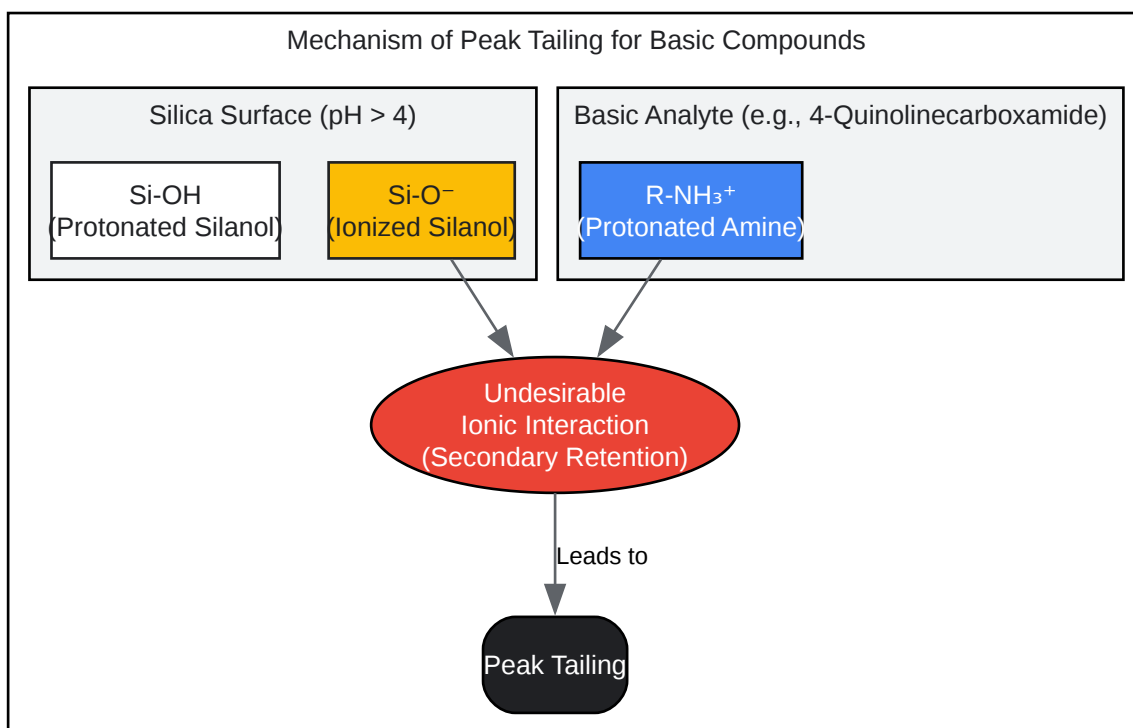 Mechanism of Peak Tailing for Basic Compounds
Silica Surface (pH > 4)
Basic Analyte (e.g., 4-Quinolinecarboxamide)
Si-OH
(Protonated Silanol)
Si-O⁻
(Ionized Silanol)
R-NH₃⁺
(Protonated Amine)
Undesirable
Ionic Interaction
(Secondary Retention)
Leads to
Peak Tailing